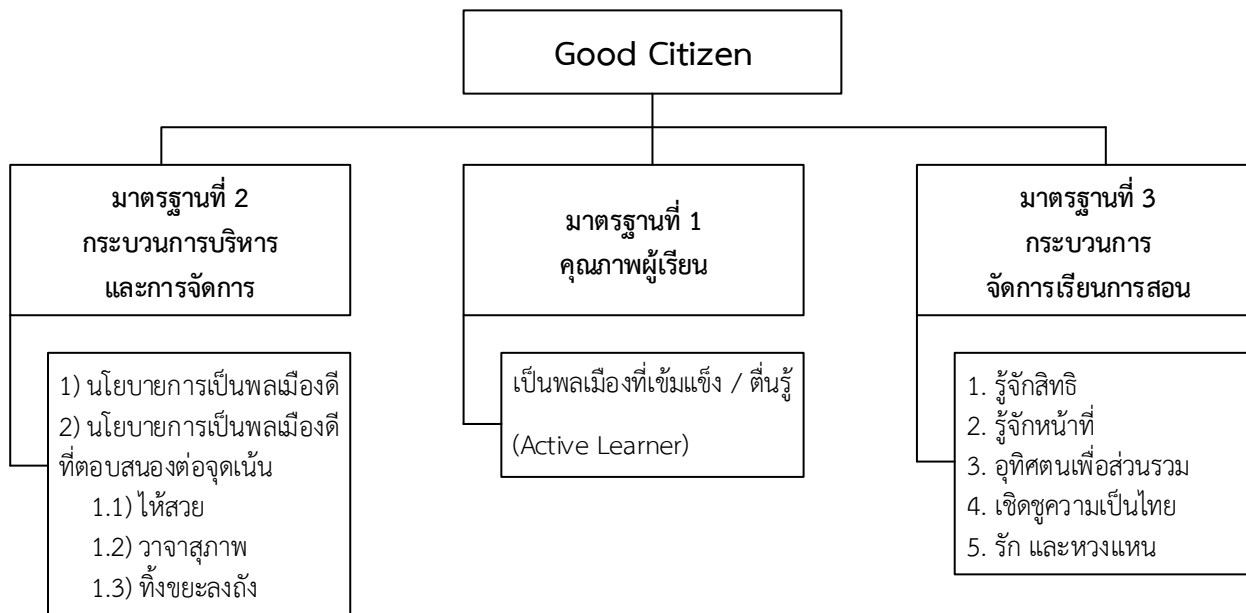 Good Citizen
มาตรฐานที่ 2
กระบวนการบริหาร
และการจัดการ
1) นโยบายการเป็นพลเมืองดี
2) นโยบายการเป็นพลเมืองดี
ที่ตอบสนองต่อจุดเน้น
1.1) ไห้สวย
1.2) วาจาสุภาพ
1.3) ทิ้งขยะลงถัง
มาตรฐานที่ 1
คุณภาพผู้เรียน
เป็นพลเมืองที่เข้มแข็ง / ตื่นรู้
(Active Learner)
มาตรฐานที่ 3
กระบวนการ
จัดการเรียนการสอน
1. รู้จักสิทธิ
2. รู้จักหน้าที่
3. อุทิศตนเพื่อส่วนรวม
4. เชิดชูความเป็นไทย
5. รัก และหวงแหน